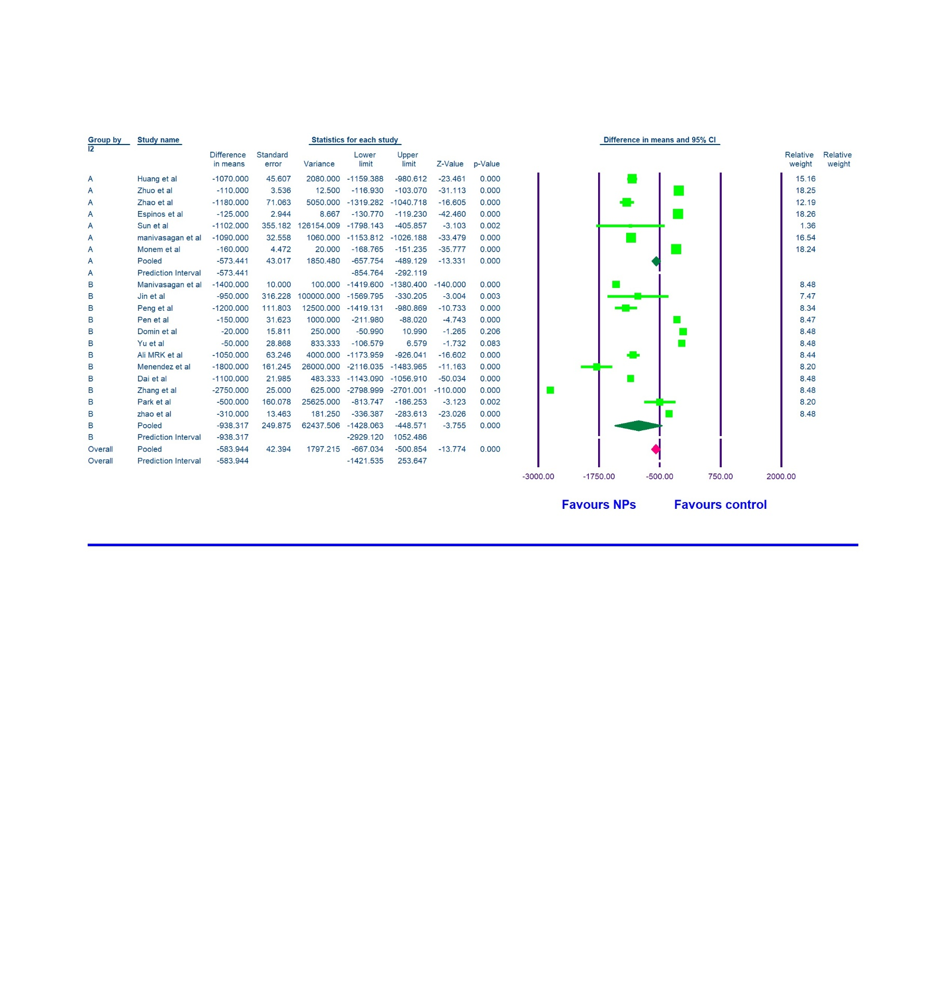 Group by Study name Statistics for each study Difference in means and 95% CI
I2
Difference Standard Lower Upper Relative Relative
in means error Variance limit limit Z-Value p-Value weight weight
A Huang et al -1070.000 45.607 2080.000 -1159.388 -980.612 -23.461 0.000 15.16
A Zhuo et al -110.000 3.536 12.500 -116.930 -103.070 -31.113 0.000 18.25
A Zhao et al -1180.000 71.063 5050.000 -1319.282 -1040.718 -16.605 0.000 12.19
A Espinos et al -125.000 2.944 8.667 -130.770 -119.230 -42.460 0.000 18.26
A Sun et al -1102.000 355.182 126154.009 -1798.143 -405.857 -3.103 0.002 1.36
A manivasagan et al -1090.000 32.558 1060.000 -1153.812 -1026.188 -33.479 0.000 16.54
A Monem et al -160.000 4.472 20.000 -168.765 -151.235 -35.777 0.000 18.24
A Pooled -573.441 43.017 1850.480 -657.754 -489.129 -13.331 0.000
A Prediction Interval -573.441 -854.764 -292.119
B Manivasagan et al -1400.000 10.000 100.000 -1419.600 -1380.400 -140.000 0.000 8.48
B Jin et al -950.000 316.228 100000.000 -1569.795 -330.205 -3.004 0.003 7.47
B Peng et al -1200.000 111.803 12500.000 -1419.131 -980.869 -10.733 0.000 8.34
B Pen et al -150.000 31.623 1000.000 -211.980 -88.020 -4.743 0.000 8.47
B Domin et al -20.000 15.811 250.000 -50.990 10.990 -1.265 0.206 8.48
B Yu et al -50.000 28.868 833.333 -106.579 6.579 -1.732 0.083 8.48
B Ali MRK et al -1050.000 63.246 4000.000 -1173.959 -926.041 -16.602 0.000 8.44
B Menendez et al -1800.000 161.245 26000.000 -2116.035 -1483.965 -11.163 0.000 8.20
B Dai et al -1100.000 21.985 483.333 -1143.090 -1056.910 -50.034 0.000 8.48
B Zhang et al -2750.000 25.000 625.000 -2798.999 -2701.001 -110.000 0.000 8.48
B Park et al -500.000 160.078 25625.000 -813.747 -186.253 -3.123 0.002 8.20
B zhao et al -310.000 13.463 181.250 -336.387 -283.613 -23.026 0.000 8.48
B Pooled -938.317 249.875 62437.506 -1428.063 -448.571 -3.755 0.000
B Prediction Interval -938.317 -2929.120 1052.486
Overall Pooled -583.944 42.394 1797.215 -667.034 -500.854 -13.774 0.000
Overall Prediction Interval -583.944 -1421.535 253.647
-3000.00 -1750.00 -500.00 750.00 2000.00
Favours NPs Favours control